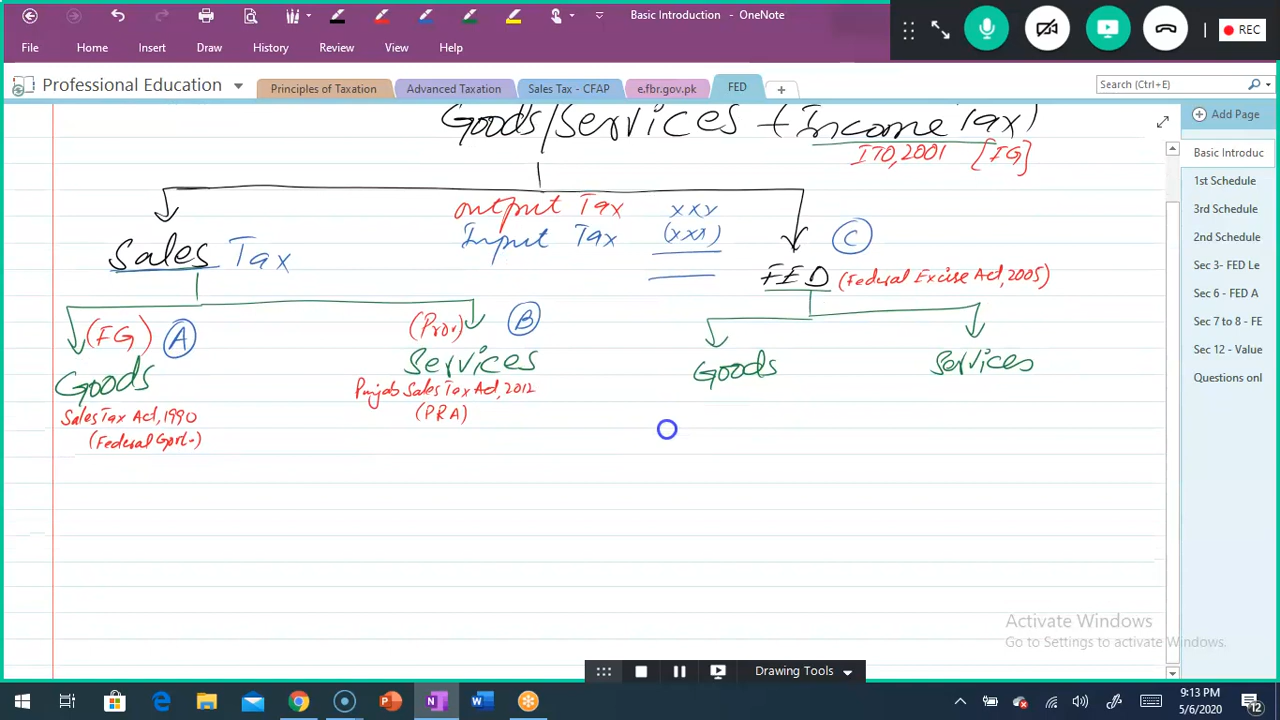 Basic Introduction - OneNote
REC
File Home Insert Draw History Review View Help
Professional Education
Principles of Taxation
Advanced Taxation
Sales Tax - CFAP
e.fbr.gov.pk
FED
Search (Ctrl+E)
Add Page
Basic Introduc
1st Schedule
3rd Schedule
2nd Schedule
Sec 3- FED Le
Sec 6 - FED A
Sec 7 to 8 - FE
Sec 12 - Value
Questions onl
Goods/Services + (Income Tax)
ITO, 2001 [FG]
output Tax xxy
Input Tax (xxx)
Sales Tax
C
FED (Federal Excise Act, 2005)
(FG) A
(Pro.) B
Goods
Services
Goods
Services
Sales Tax Act, 1990
Punjab Sales Tax Act, 2012
(Federal Govt.)
(PRA)
Activate Windows
Go to Settings to activate Windows.
Drawing Tools
9:13 PM
5/6/2020
12